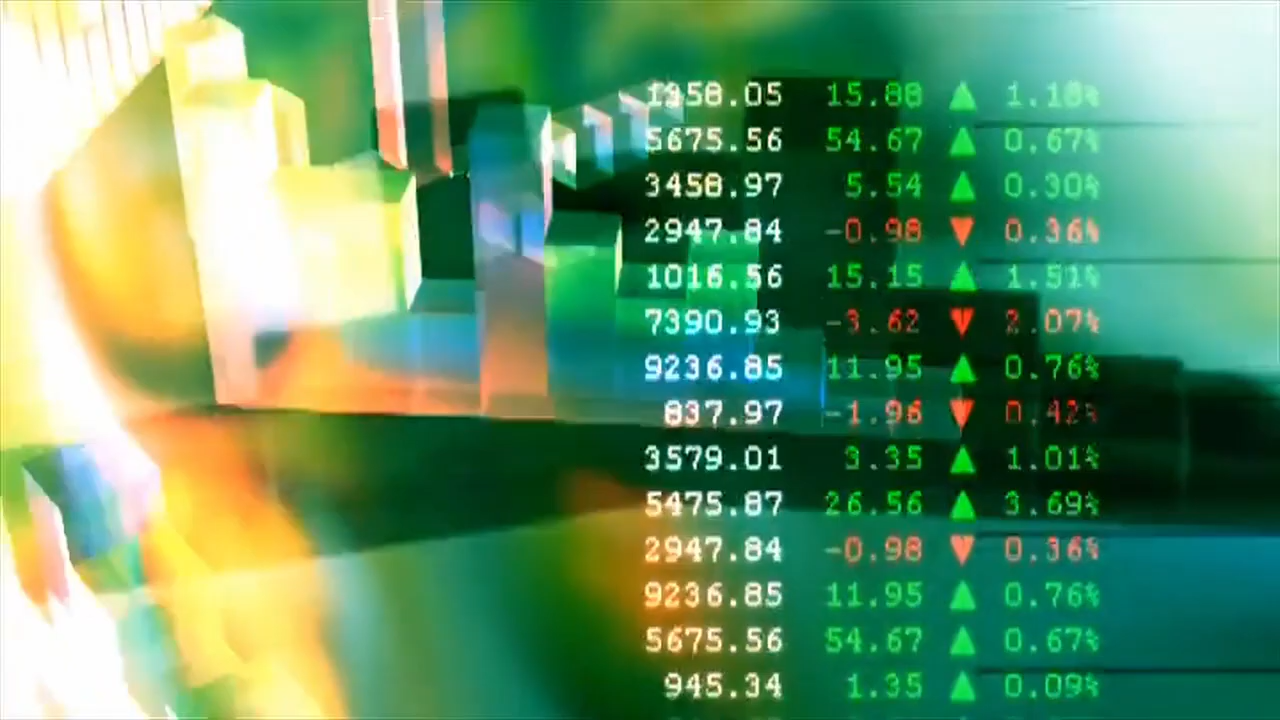 1358.05 15.88 ▲ 1.18%
5675.56 54.67 ▲ 0.67%
3458.97 5.54 ▲ 0.30%
2947.84 -0.98 ▼ 0.36%
1016.56 15.15 ▲ 1.51%
7390.93 -3.62 ▼ 2.07%
9236.85 11.95 ▲ 0.76%
837.97 -1.96 ▼ 0.42%
3579.01 3.35 ▲ 1.01%
5475.87 26.56 ▲ 3.69%
2947.84 -0.98 ▼ 0.36%
9236.85 11.95 ▲ 0.76%
5675.56 54.67 ▲ 0.67%
945.34 1.35 ▲ 0.09%